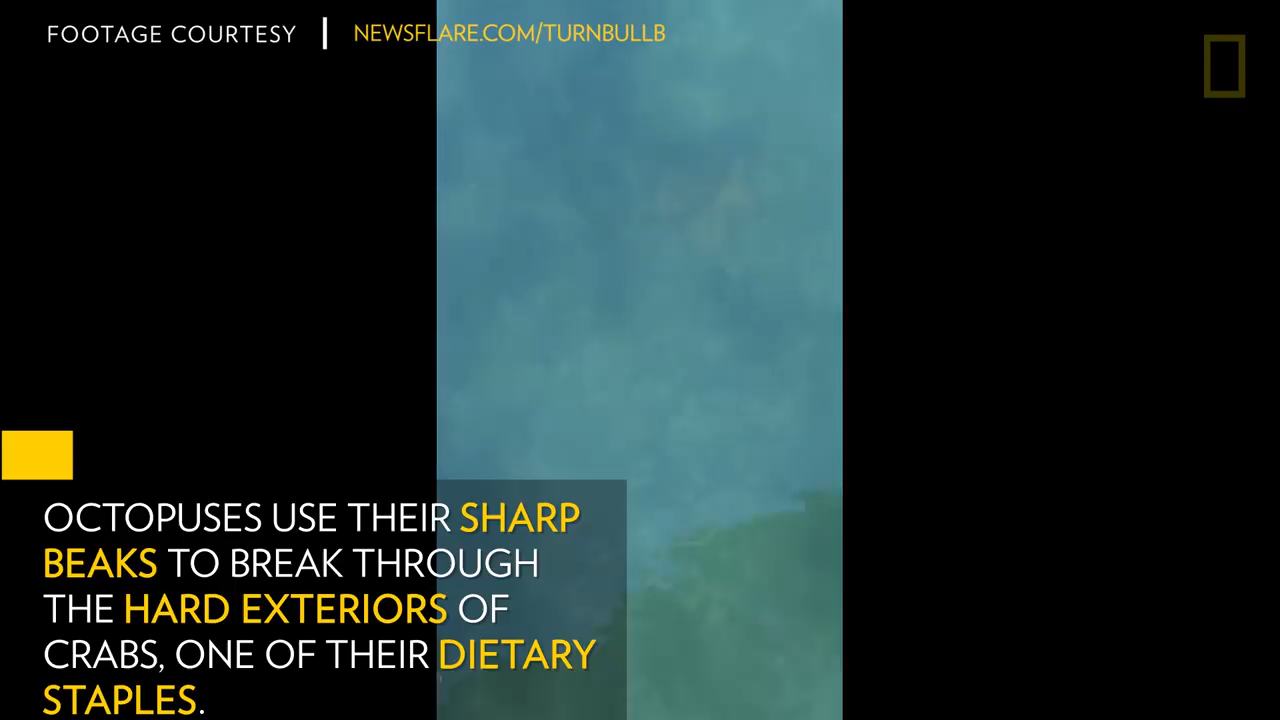 FOOTAGE COURTESY | NEWSFLARE.COM/TURNBULLB
OCTOPUSES USE THEIR SHARP
BEAKS TO BREAK THROUGH
THE HARD EXTERIORS OF
CRABS, ONE OF THEIR DIETARY
STAPLES.